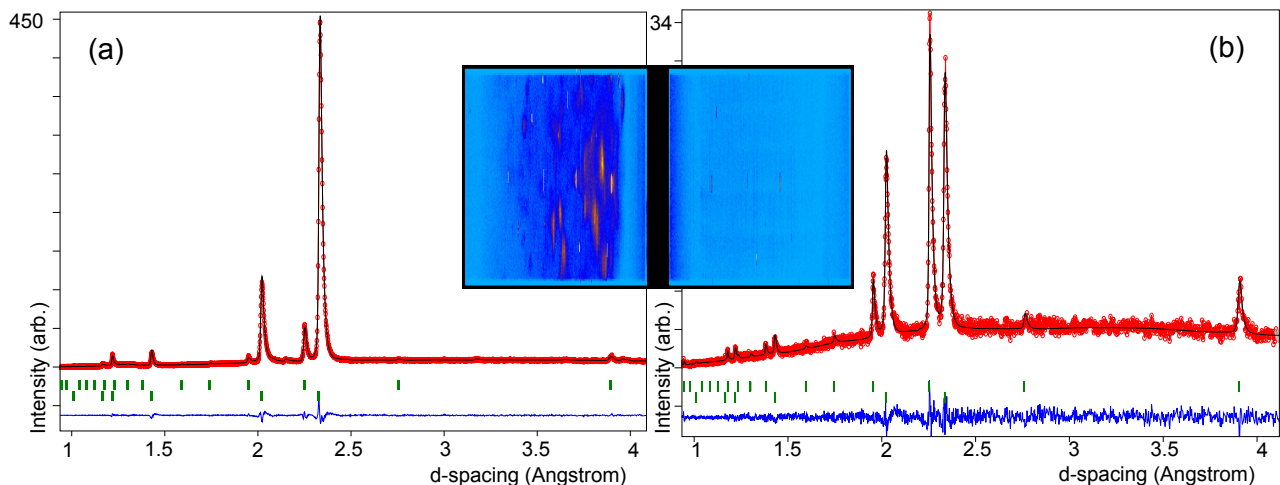 450
(a)
Intensity (arb.)
1
1.5
2
2.5
3
3.5
4
d-spacing (Angstrom)
34
(b)
Intensity (arb.)
1
1.5
2
2.5
3
3.5
4
d-spacing (Angstrom)